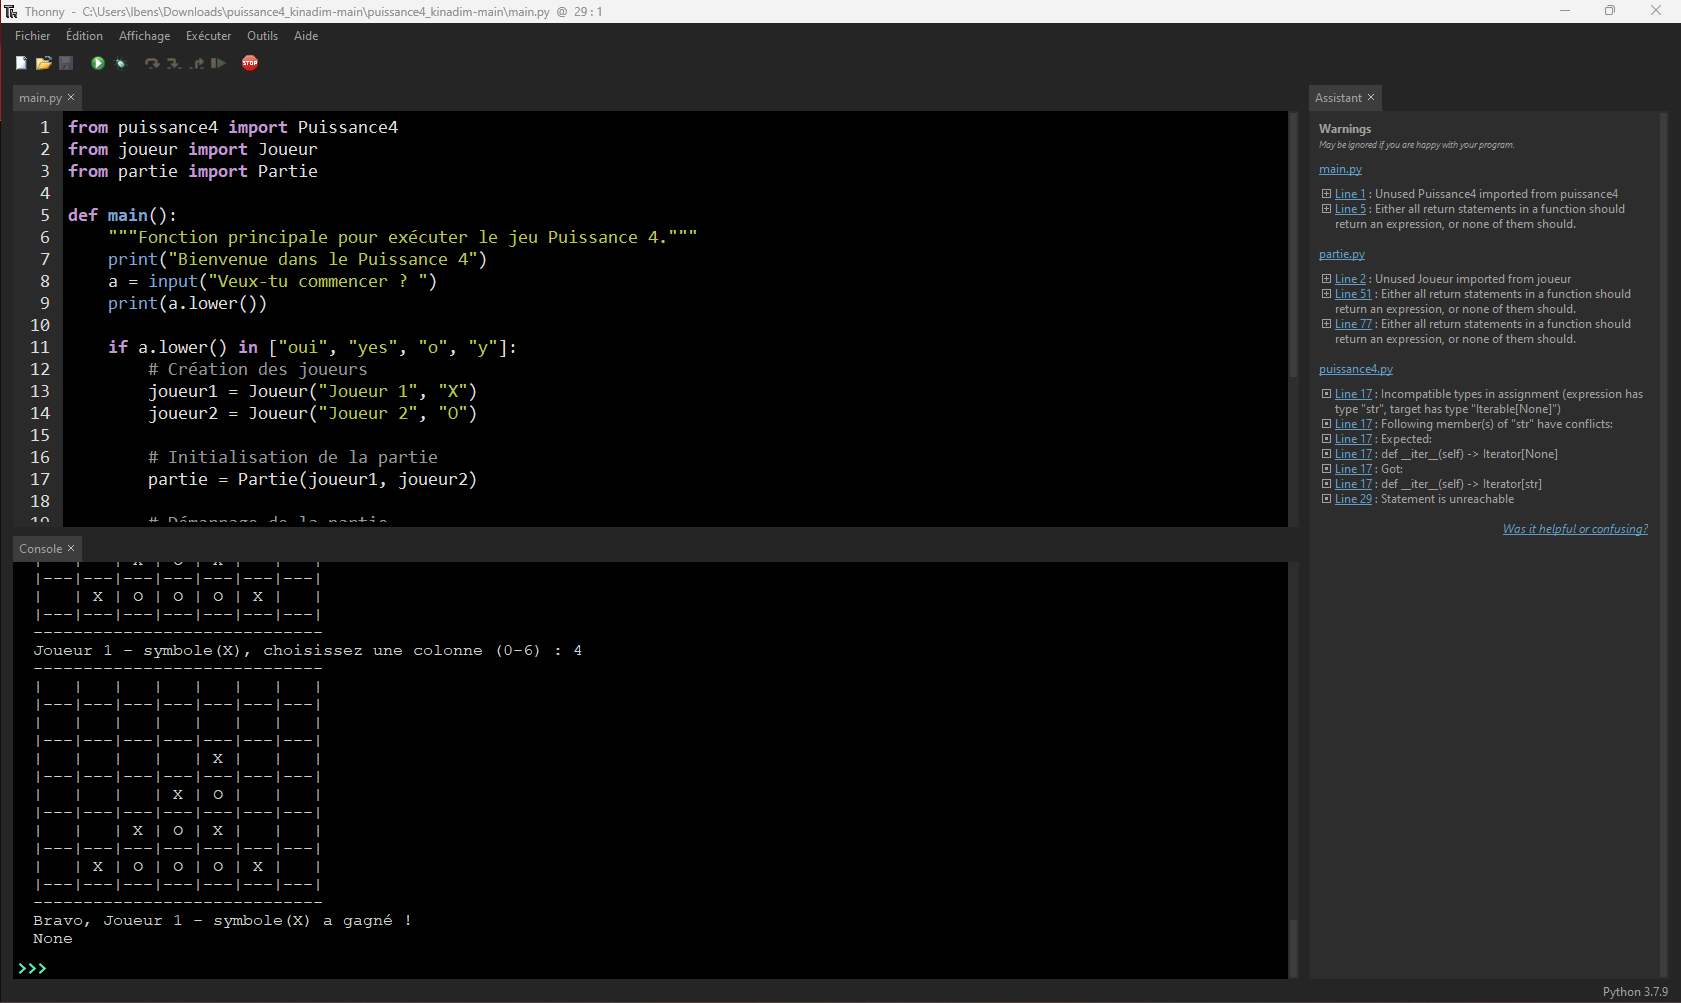 Thonny - C:\Users\lbens\Downloads\puissance4_kinadim-main\puissance4_kinadim-main\main.py @ 29 : 1
Fichier Édition Affichage Exécuter Outils Aide
STOP
main.py ×
1 from puissance4 import Puissance4
2 from joueur import Joueur
3 from partie import Partie
4
5 def main():
6 """Fonction principale pour exécuter le jeu Puissance 4."""
7 print("Bienvenue dans le Puissance 4")
8 a = input("Veux-tu commencer ? ")
9 print(a.lower())
10
11 if a.lower() in ["oui", "yes", "o", "y"]:
12 # Création des joueurs
13 joueur1 = Joueur("Joueur 1", "X")
14 joueur2 = Joueur("Joueur 2", "O")
15
16 # Initialisation de la partie
17 partie = Partie(joueur1, joueur2)
18
19 # Démarrage de la partie
Console ×
| | | X | O | X | | |
|---|---|---|---|---|---|---|
| | X | O | O | O | X | |
|---|---|---|---|---|---|---|
-----------------------------
Joueur 1 - symbole(X), choisissez une colonne (0-6) : 4
-----------------------------
| | | | | | | |
|---|---|---|---|---|---|---|
| | | | | | | |
|---|---|---|---|---|---|---|
| | | | | X | | |
|---|---|---|---|---|---|---|
| | | | X | O | | |
|---|---|---|---|---|---|---|
| | | X | O | X | | |
|---|---|---|---|---|---|---|
| | X | O | O | O | X | |
|---|---|---|---|---|---|---|
-----------------------------
Bravo, Joueur 1 - symbole(X) a gagné !
None
>>>
Assistant ×
Warnings
May be ignored if you are happy with your program.
main.py
Line 1 : Unused Puissance4 imported from puissance4
Line 5 : Either all return statements in a function should
return an expression, or none of them should.
partie.py
Line 2 : Unused Joueur imported from joueur
Line 51 : Either all return statements in a function should
return an expression, or none of them should.
Line 77 : Either all return statements in a function should
return an expression, or none of them should.
puissance4.py
Line 17 : Incompatible types in assignment (expression has
type "str", target has type "Iterable[None]")
Line 17 : Following member(s) of "str" have conflicts:
Line 17 : Expected:
Line 17 : def __iter__(self) -> Iterator[None]
Line 17 : Got:
Line 17 : def __iter__(self) -> Iterator[str]
Line 29 : Statement is unreachable
Was it helpful or confusing?
Python 3.7.9